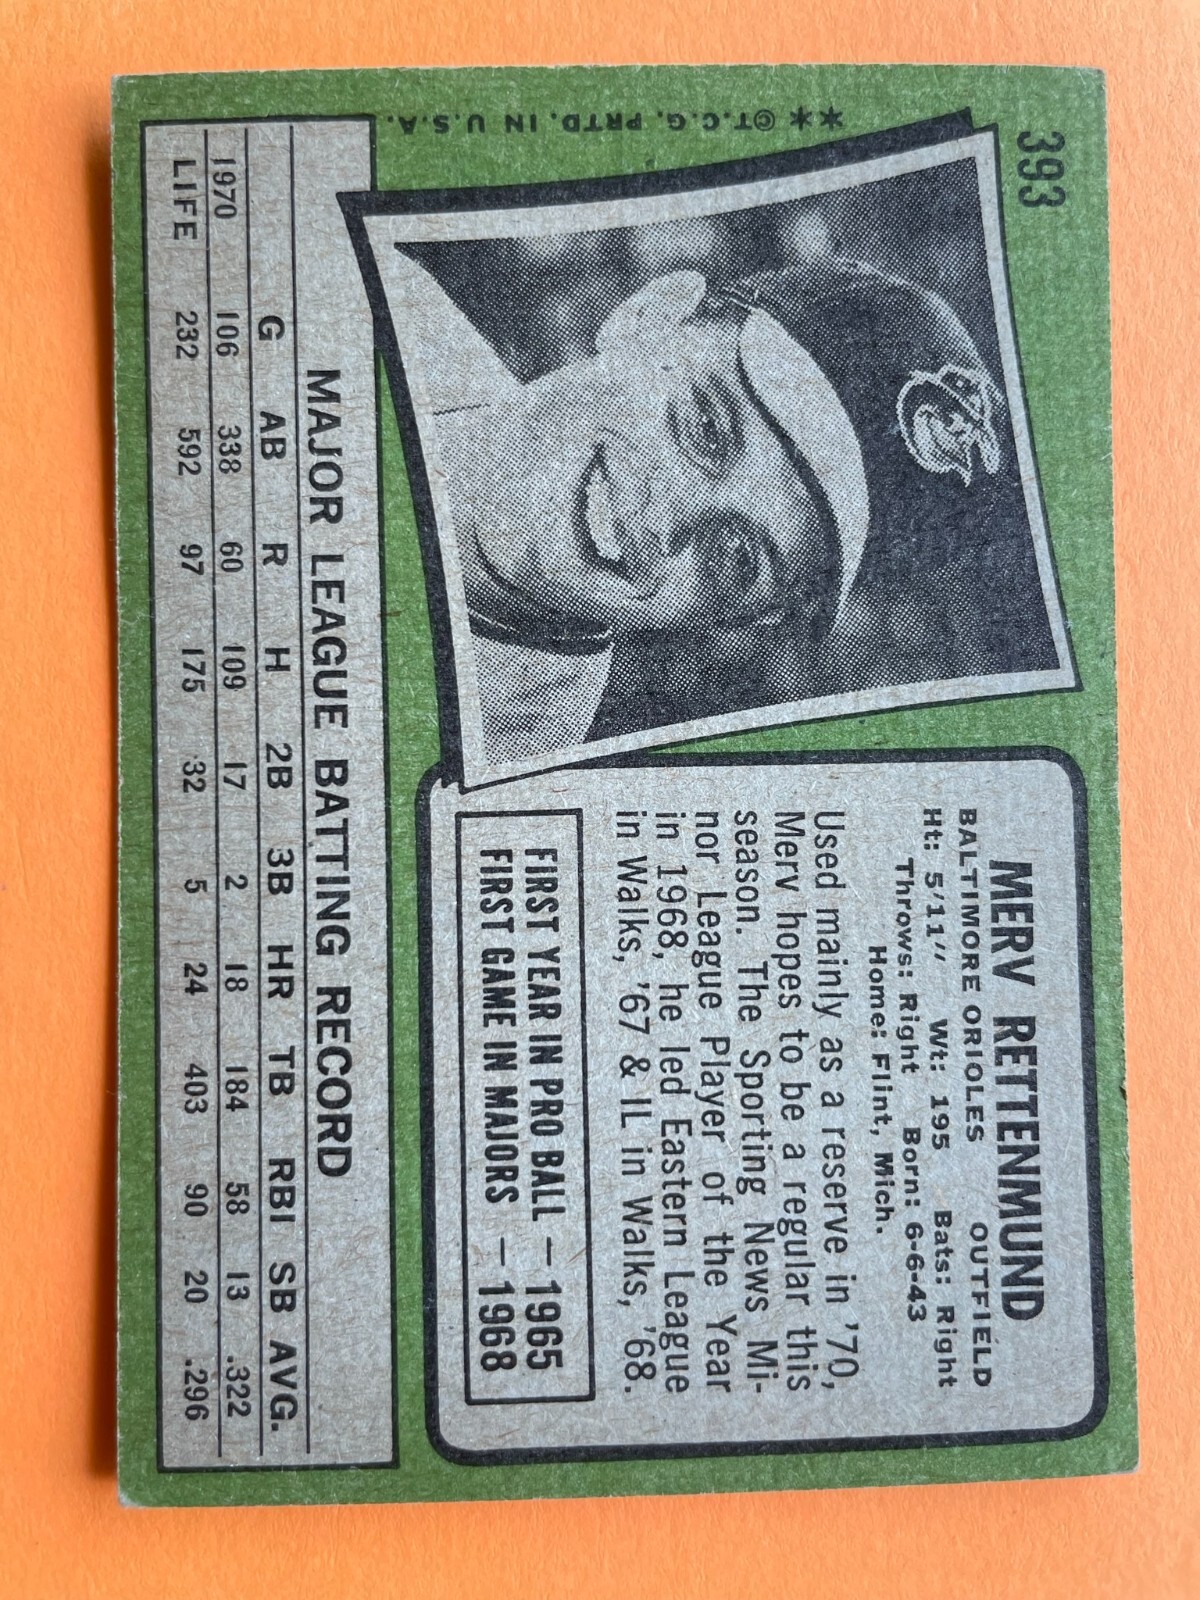 393
** ©T.C.G. PRTD. IN U.S.A.
MERV RETTENMUND
BALTIMORE ORIOLES OUTFIELD
Ht: 5'11" Wt: 195 Bats: Right
Throws: Right Born: 6-6-43
Home: Flint, Mich.
Used mainly as a reserve in '70,
Merv hopes to be a regular this
season. The Sporting News Mi-
nor League Player of the Year
in 1968, he led Eastern League
in Walks, '67 & IL in Walks, '68.
FIRST YEAR IN PRO BALL — 1965
FIRST GAME IN MAJORS — 1968
MAJOR LEAGUE BATTING RECORD
G AB R H 2B 3B HR TB RBI SB AVG.
1970 106 338 60 109 17 2 18 184 58 13 .322
LIFE 232 592 97 175 32 5 24 403 90 20 .296